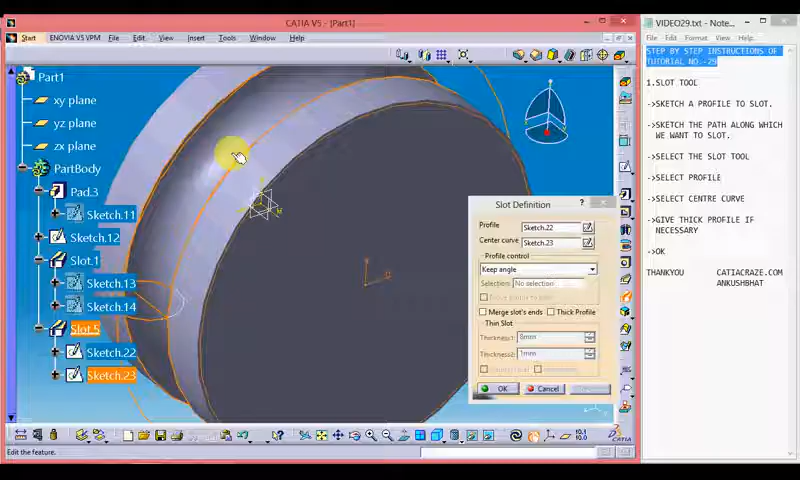 CATIA V5 - [Part1]
Start
ENOVIA V5 VPM
File
Edit
View
Insert
Tools
Window
Help
Part1
xy plane
yz plane
zx plane
PartBody
Pad.3
Sketch.11
Sketch.12
Slot.1
Sketch.13
Sketch.14
Slot.5
Sketch.22
Sketch.23
Slot Definition
?
Profile
Sketch.22
Center curve
Sketch.23
Profile control
Keep angle
Selection:
No selection
Merge slot's ends
Thick Profile
Thin Slot
Thickness1:
8mm
Thickness2:
1mm
OK
Cancel
Edit the feature.
CATIA
VIDEO29.txt - Note...
File
Edit
Format
View
Help
STEP BY STEP INSTRUCTIONS OF
TUTORIAL NO.-29
1.SLOT TOOL
->SKETCH A PROFILE TO SLOT.
->SKETCH THE PATH ALONG WHICH
WE WANT TO SLOT.
->SELECT THE SLOT TOOL
->SELECT PROFILE
->SELECT CENTRE CURVE
->GIVE THICK PROFILE IF
NECESSARY
->OK
THANKYOU CATIACRAZE.COM
ANKUSHBHAT